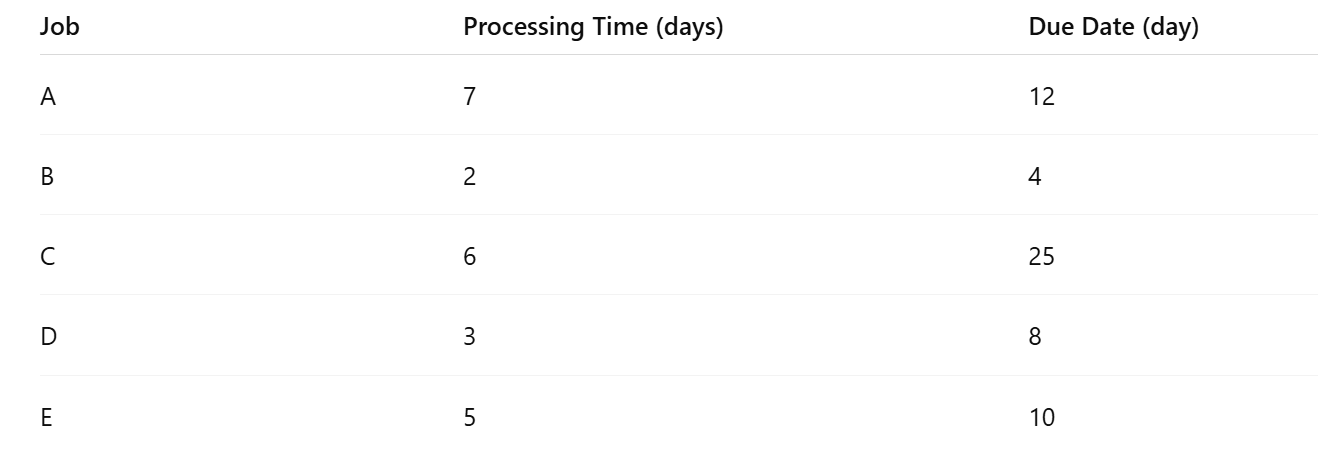 Job Processing Time (days) Due Date (day)
A 7 12
B 2 4
C 6 25
D 3 8
E 5 10